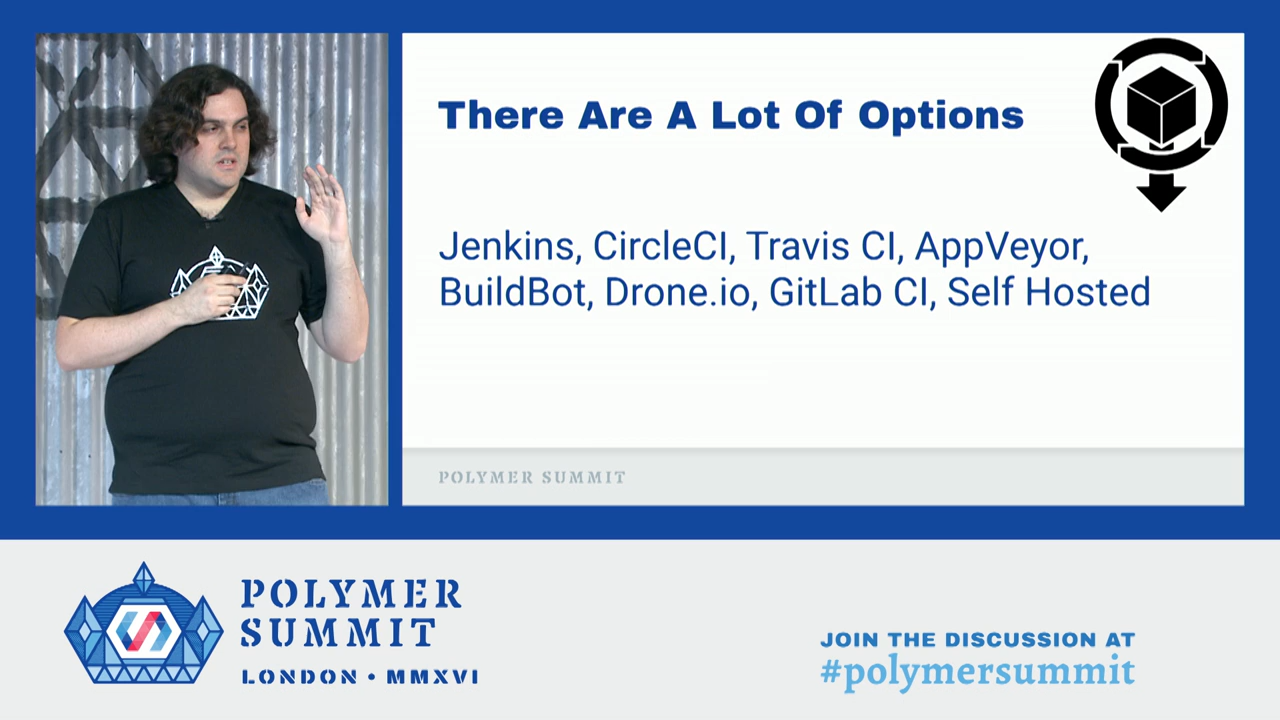 There Are A Lot Of Options
Jenkins, CircleCI, Travis CI, AppVeyor,
BuildBot, Drone.io, GitLab CI, Self Hosted
POLYMER SUMMIT
POLYMER
SUMMIT
LONDON • MMXVI
JOIN THE DISCUSSION AT
#polymersummit